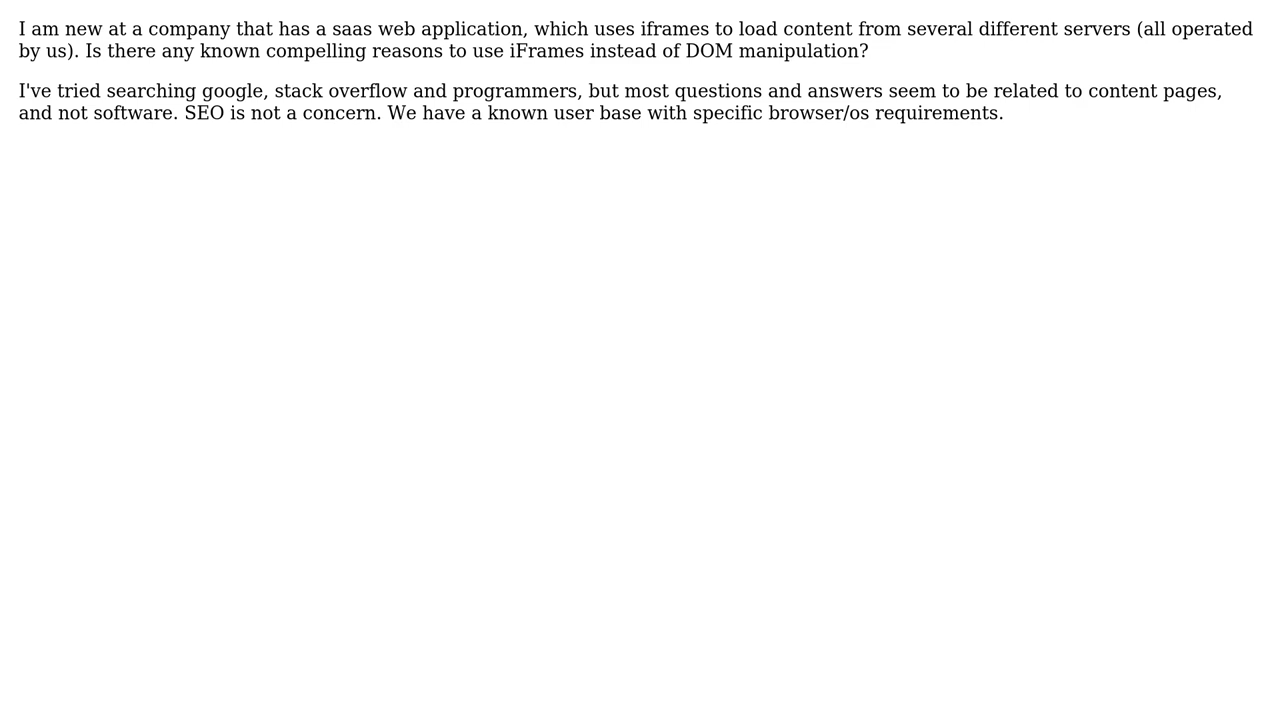 I am new at a company that has a saas web application, which uses iframes to load content from several different servers (all operated
by us). Is there any known compelling reasons to use iFrames instead of DOM manipulation?
I've tried searching google, stack overflow and programmers, but most questions and answers seem to be related to content pages,
and not software. SEO is not a concern. We have a known user base with specific browser/os requirements.